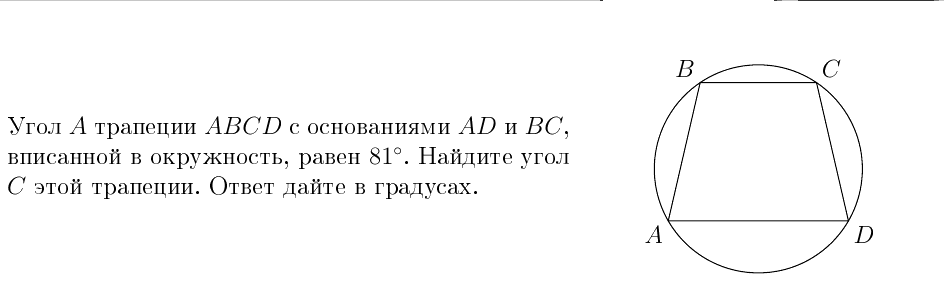 B C
Угол A трапеции ABCD с основаниями AD и BC,
вписанной в окружность, равен 81°. Найдите угол
C этой трапеции. Ответ дайте в градусах.
A D